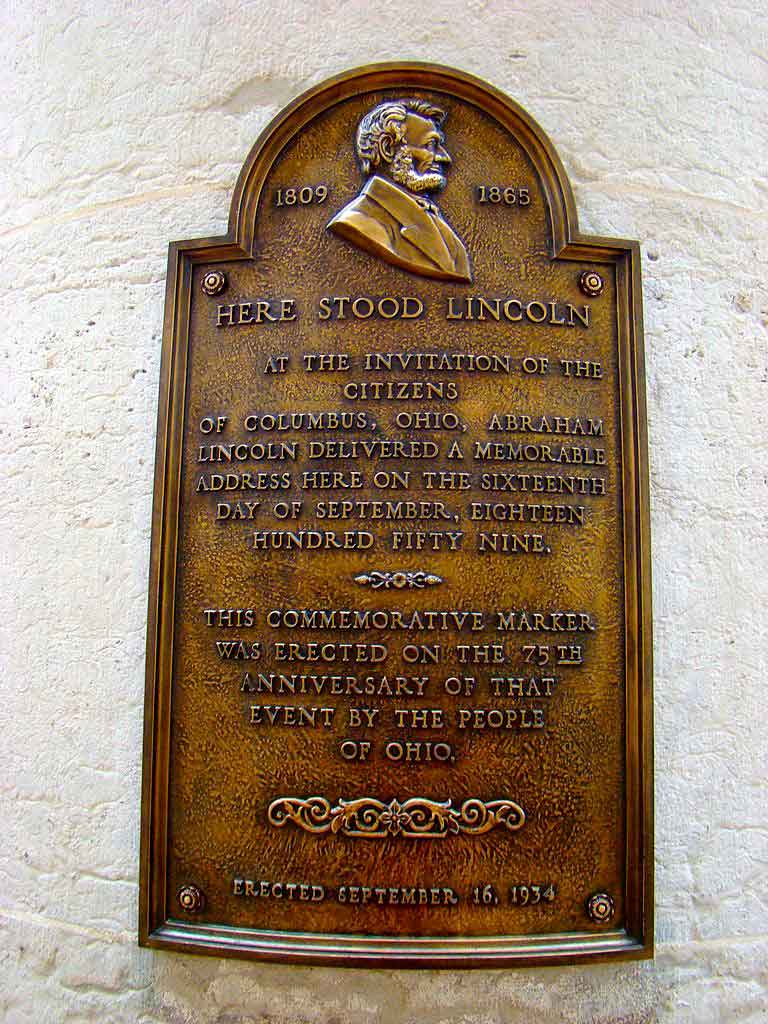 1809 1865
HERE STOOD LINCOLN
AT THE INVITATION OF THE
CITIZENS
OF COLUMBUS, OHIO, ABRAHAM
LINCOLN DELIVERED A MEMORABLE
ADDRESS HERE ON THE SIXTEENTH
DAY OF SEPTEMBER, EIGHTEEN
HUNDRED FIFTY NINE.
THIS COMMEMORATIVE MARKER
WAS ERECTED ON THE 75TH
ANNIVERSARY OF THAT
EVENT BY THE PEOPLE
OF OHIO.
ERECTED SEPTEMBER 16, 1934